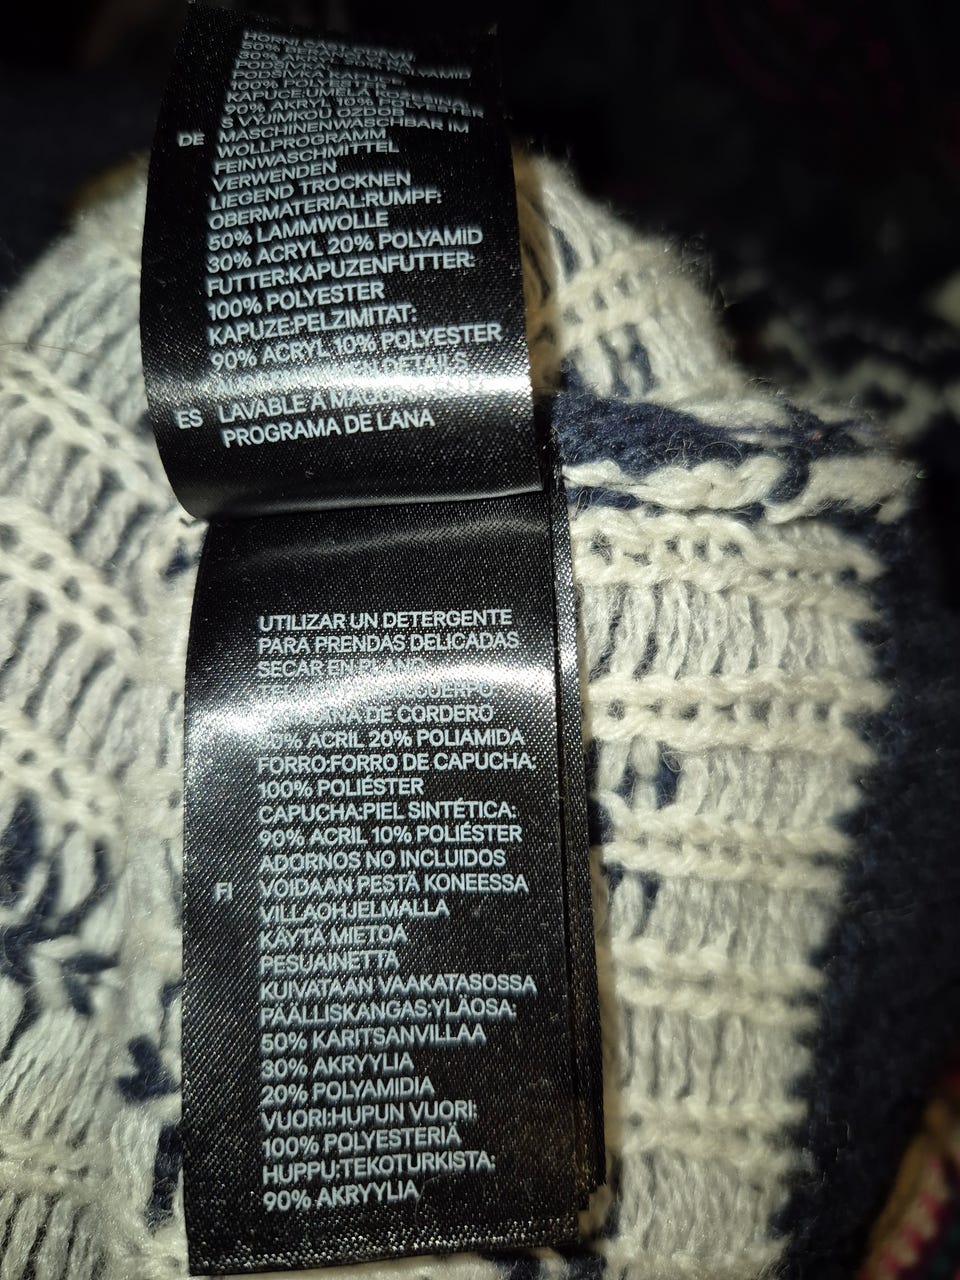 100% POLYESTER
90% AKRYL 10% POLYESTER
S VYJÍMKOU OZDOB
DE MASCHINENWASCHBAR IM
WOLLPROGRAMM
FEINWASCHMITTEL
VERWENDEN
LIEGEND TROCKNEN
OBERMATERIAL:RUMPF:
50% LAMMWOLLE
30% ACRYL 20% POLYAMID
FUTTER:KAPUZENFUTTER:
100% POLYESTER
KAPUZE:PELZIMITAT:
90% ACRYL 10% POLYESTER
DETAILS
ES LAVABLE A
PROGRAMA DE LANA
UTILIZAR UN DETERGENTE
PARA PRENDAS DELICADAS
SECAR EN PLANO
CUERPO
LANA DE CORDERO
ACRIL 20% POLIAMIDA
FORRO:FORRO DE CAPUCHA:
100% POLIÉSTER
CAPUCHA:PIEL SINTÉTICA:
90% ACRIL 10% POLIÉSTER
ADORNOS NO INCLUIDOS
FI VOIDAAN PESTÄ KONEESSA
VILLAOHJELMALLA
KÄYTÄ MIETOA
PESUAINETTA
KUIVATAAN VAAKATASOSSA
PÄÄLLISKANGAS:YLÄOSA:
50% KARITSANVILLAA
30% AKRYYLIA
20% POLYAMIDIA
VUORI:HUPUN VUORI:
100% POLYESTERIÄ
HUPPU:TEKOTURKISTA:
90% AKRYYLIA